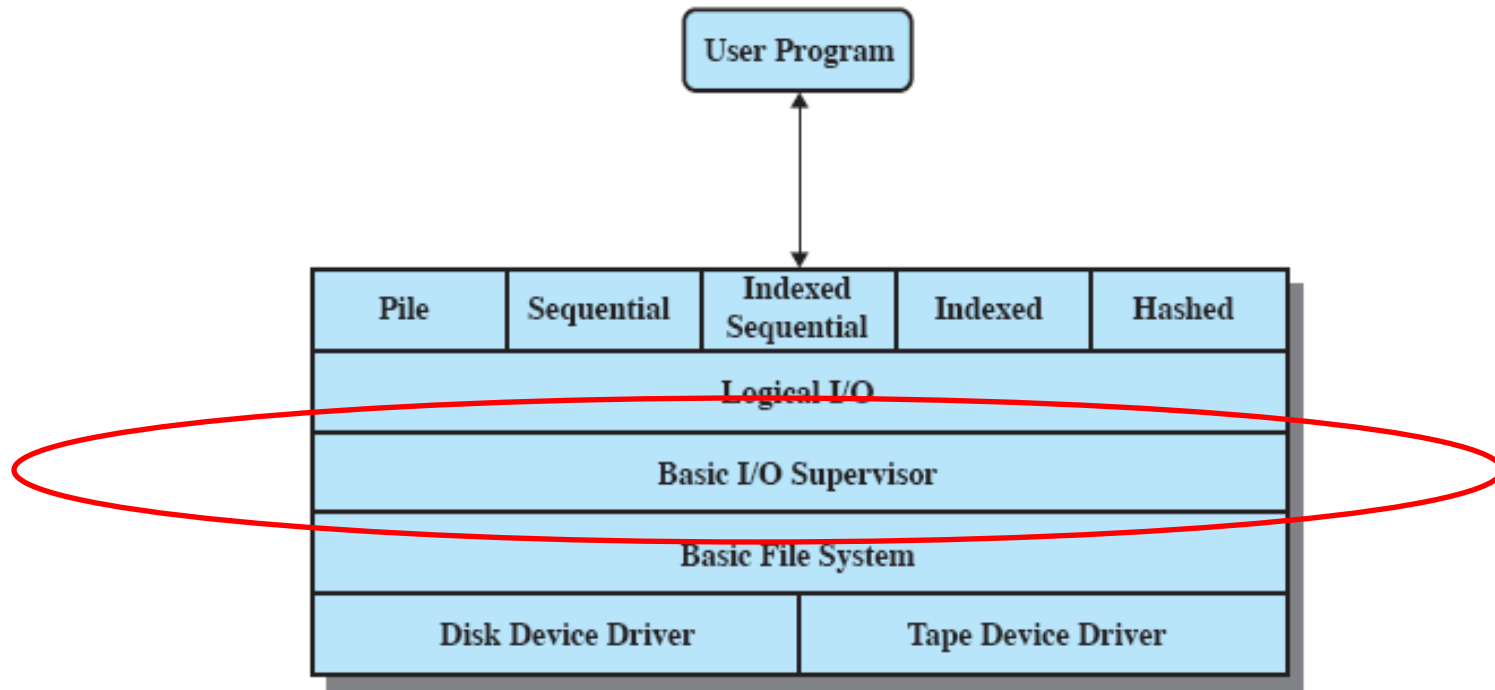 User Program
Pile
Sequential
Indexed
Sequential
Indexed
Hashed
Logical I/O
Basic I/O Supervisor
Basic File System
Disk Device Driver
Tape Device Driver